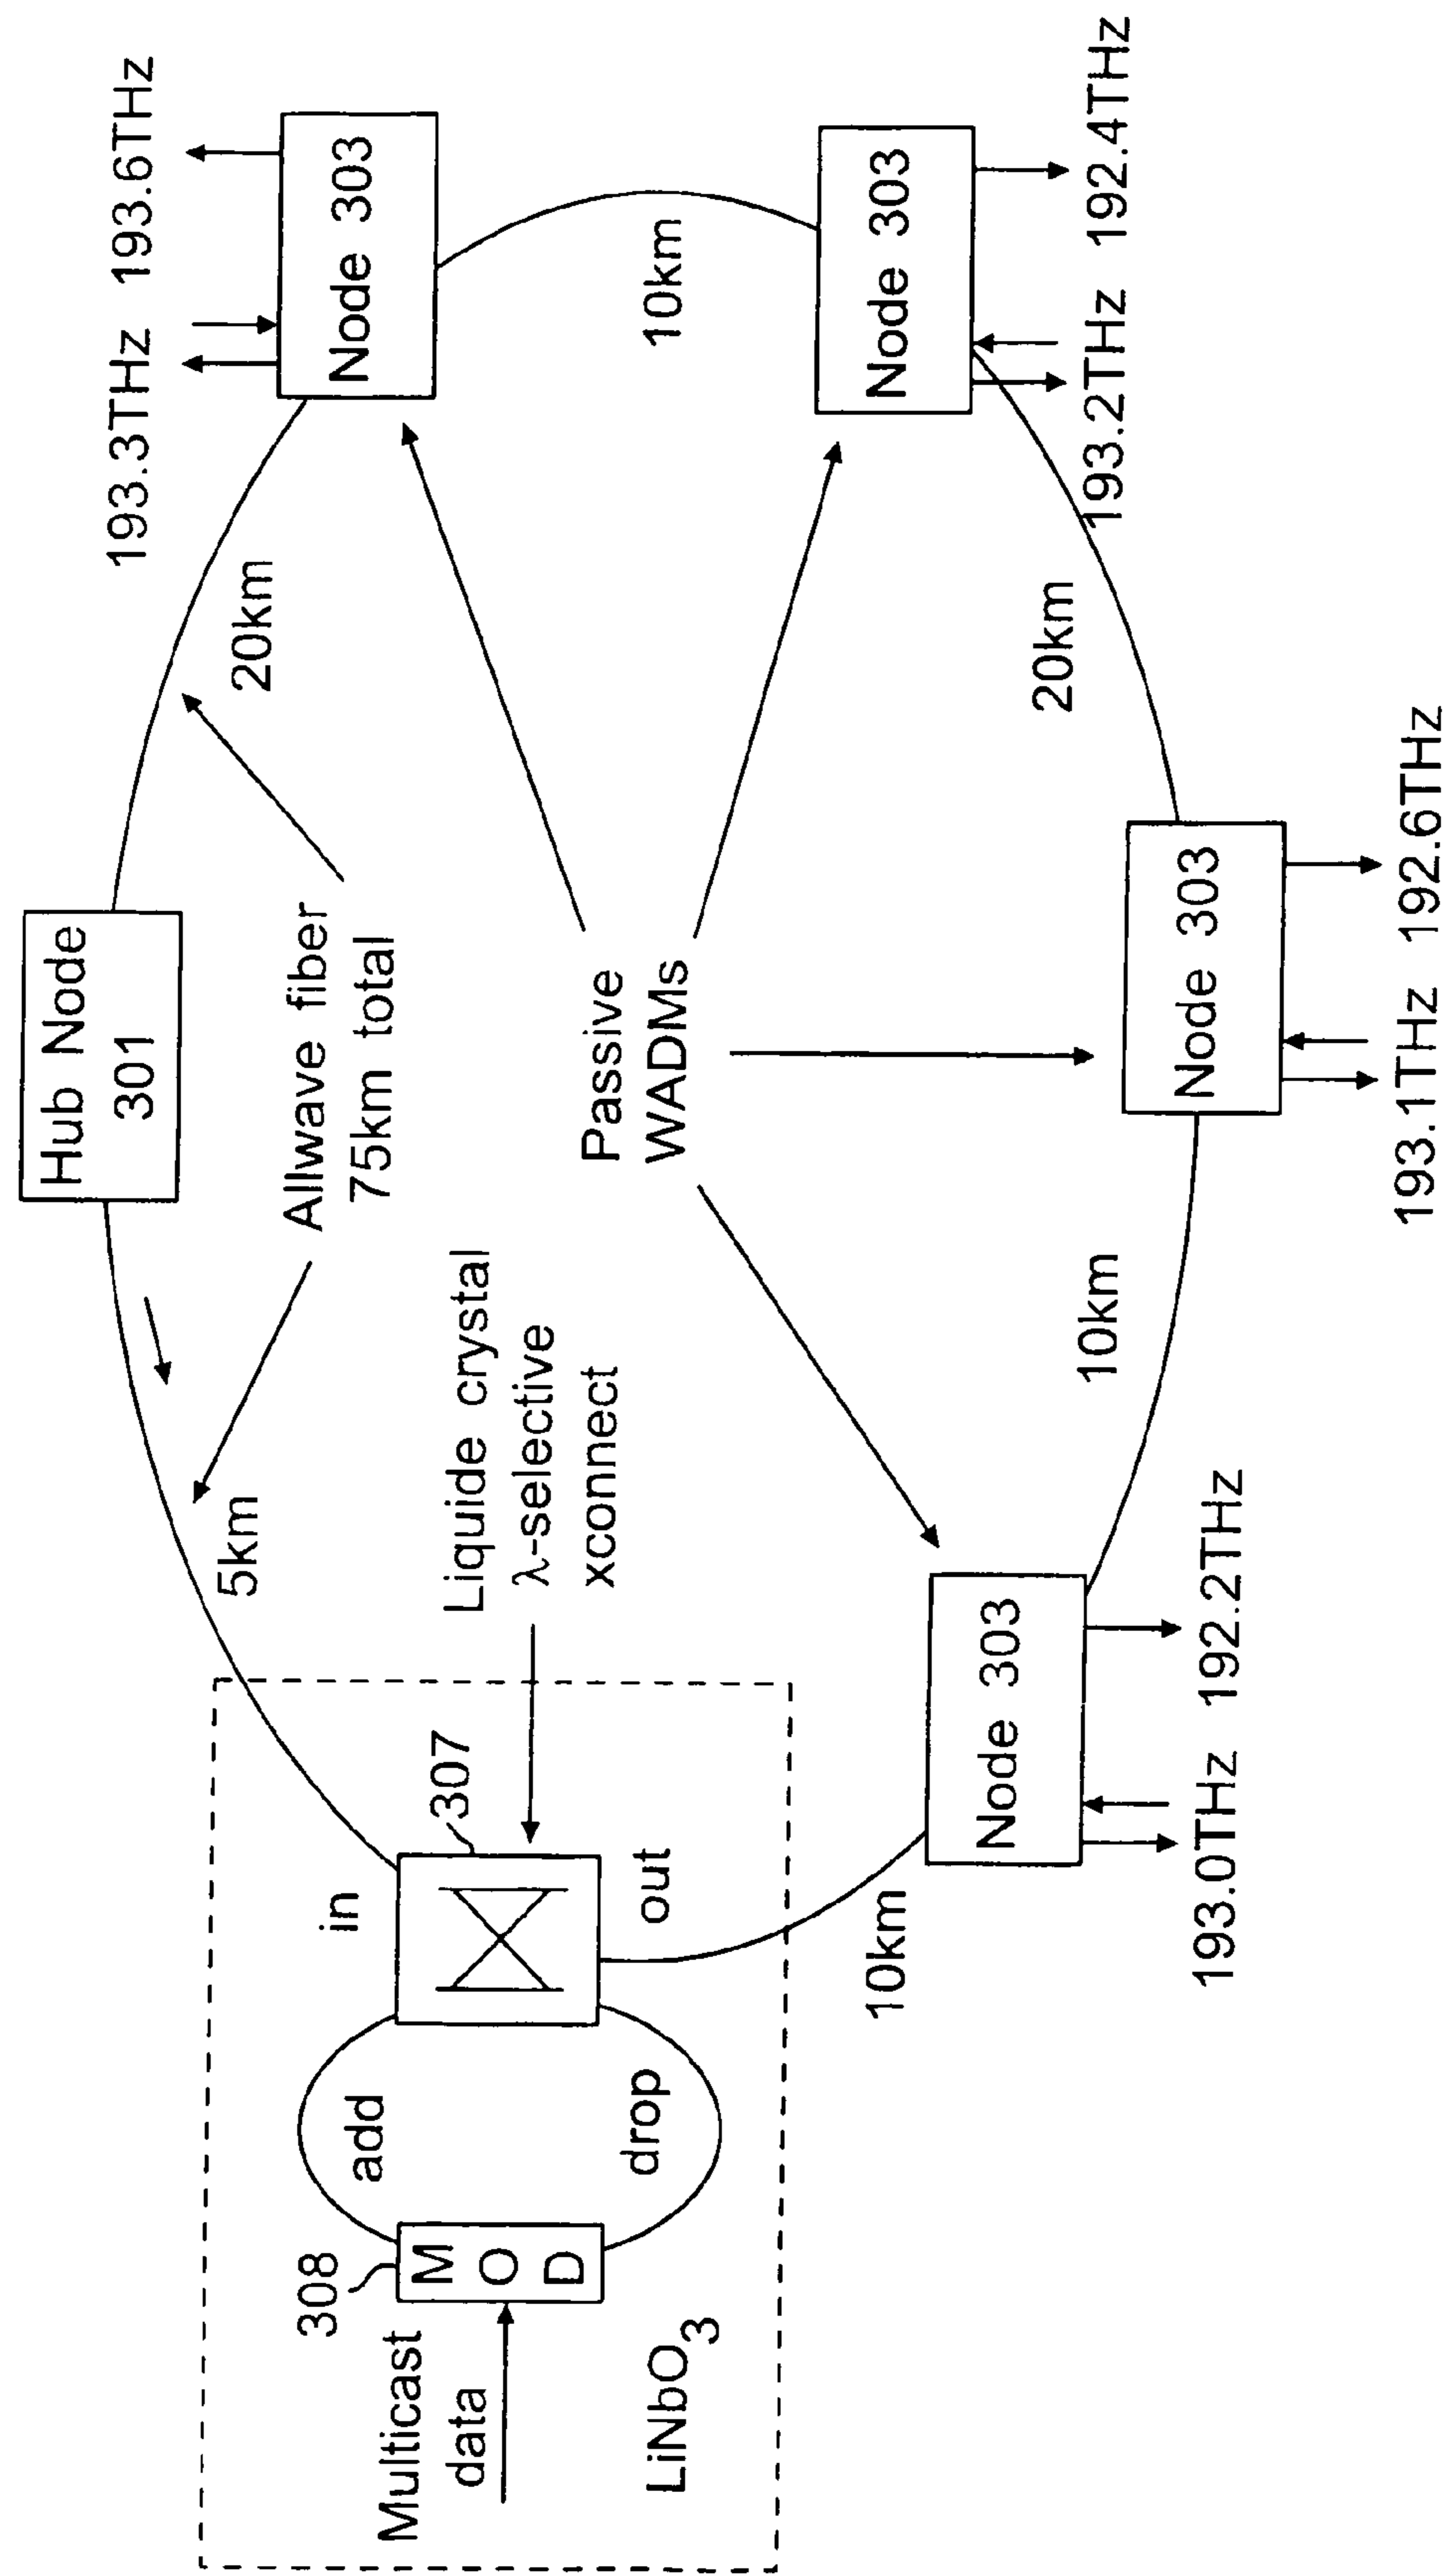 Hub Node
301
193.3THz 193.6THz
Node 303
20km
Allwave fiber
75km total
5km
10km
Liquide crystal
λ-selective
xconnect
Passive
WADMs
in
307
out
add
drop
308
MOD
Multicast
data
LiNbO3
Node 303
193.2THz 192.4THz
20km
Node 303
193.1THz 192.6THz
10km
Node 303
193.0THz 192.2THz
10km